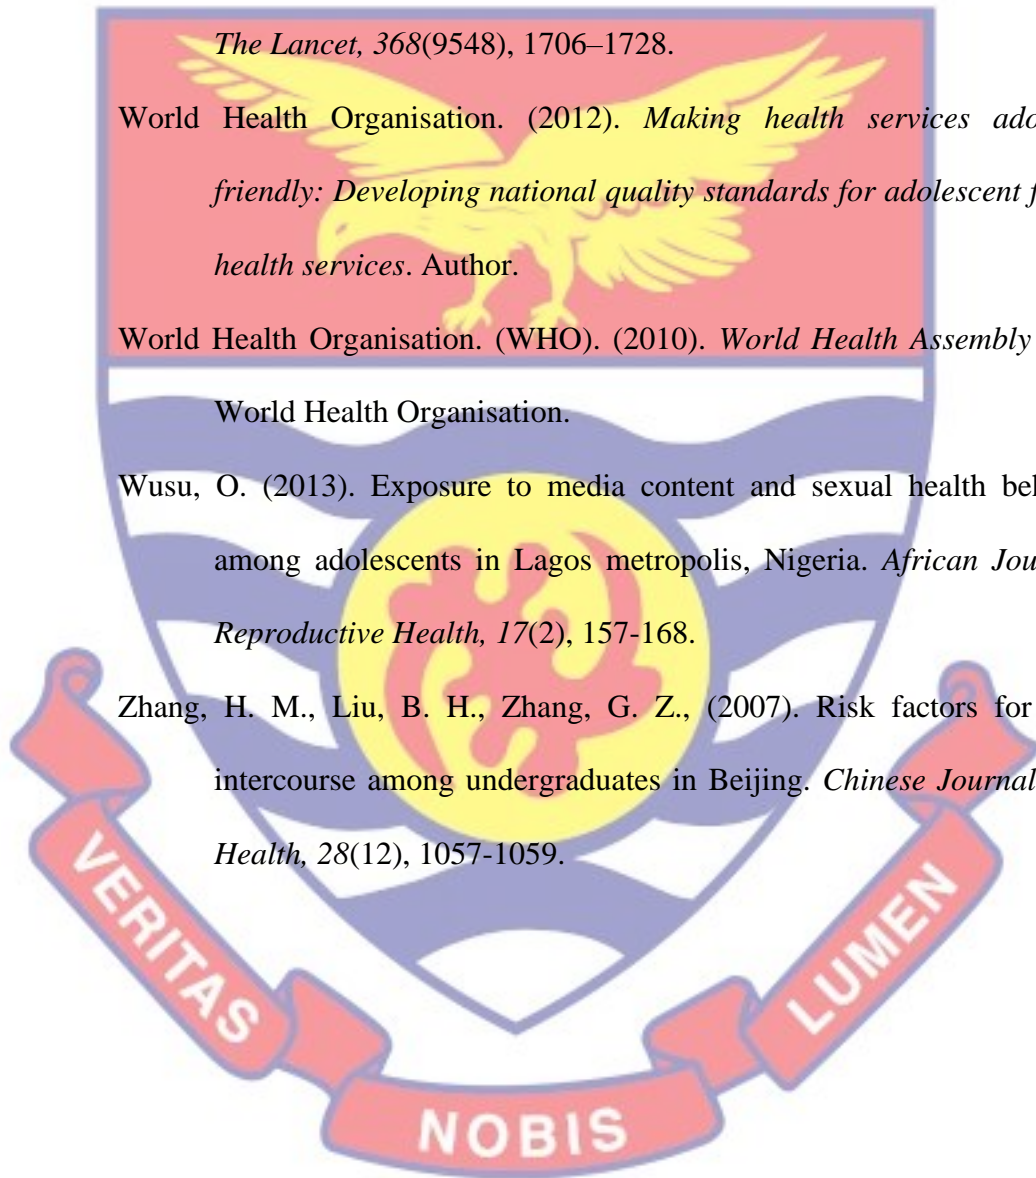 The Lancet, 368(9548), 1706–1728.
World Health Organisation. (2012). Making health services
friendly: Developing national quality standards for adolescent
health services. Author.
World Health Organisation. (WHO). (2010). World Health Assembly
World Health Organisation.
Wusu, O. (2013). Exposure to media content and sexual health
among adolescents in Lagos metropolis, Nigeria. African
Reproductive Health, 17(2), 157-168.
Zhang, H. M., Liu, B. H., Zhang, G. Z., (2007). Risk factors for
intercourse among undergraduates in Beijing. Chinese Journal
Health, 28(12), 1057-1059.
VERITAS
NOBIS
LUMEN